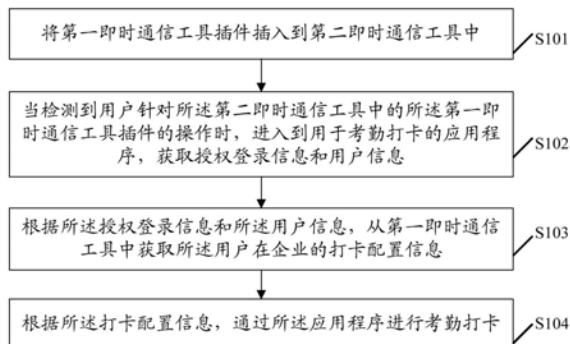 将第一即时通信工具插件插入到第二即时通信工具中
S101
当检测到用户针对所述第二即时通信工具中的所述第一即
时通信工具插件的操作时，进入到用于考勤打卡的应用程
序，获取授权登录信息和用户信息
S102
根据所述授权登录信息和所述用户信息，从第一即时通信
工具中获取所述用户在企业的打卡配置信息
S103
根据所述打卡配置信息，通过所述应用程序进行考勤打卡
S104